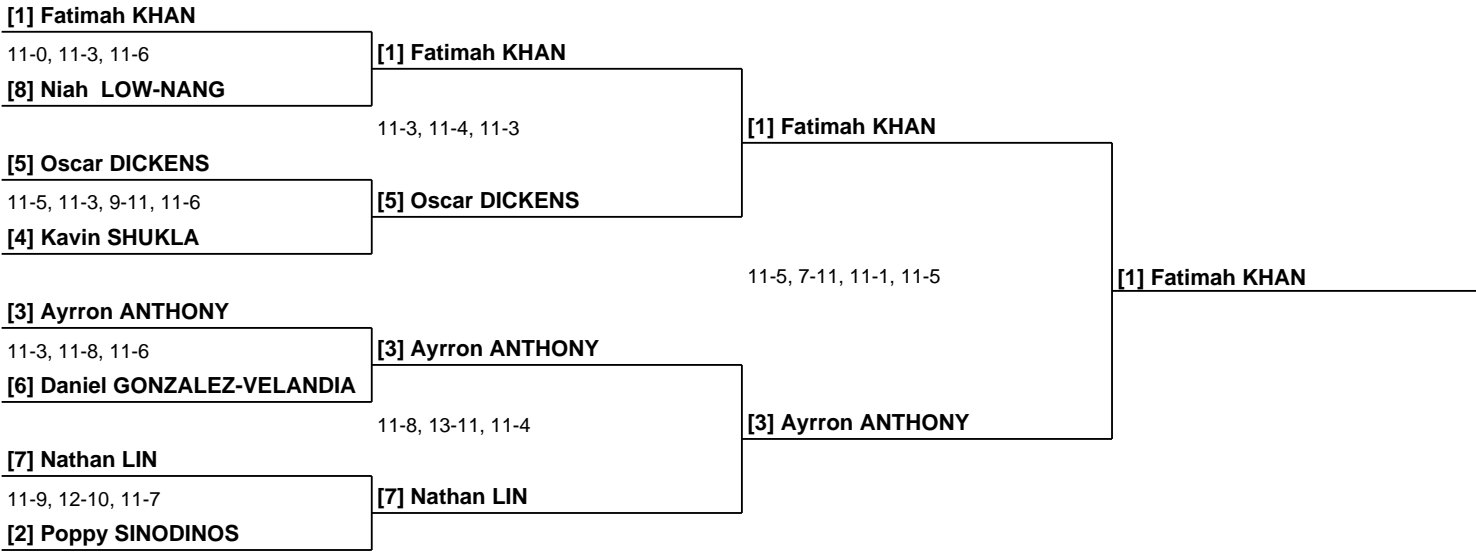 [1] Fatimah KHAN
11-0, 11-3, 11-6
[1] Fatimah KHAN
[8] Niah  LOW-NANG
11-3, 11-4, 11-3
[1] Fatimah KHAN
[5] Oscar DICKENS
11-5, 11-3, 9-11, 11-6
[5] Oscar DICKENS
[4] Kavin SHUKLA
11-5, 7-11, 11-1, 11-5
[1] Fatimah KHAN
[3] Ayrron ANTHONY
11-3, 11-8, 11-6
[3] Ayrron ANTHONY
[6] Daniel GONZALEZ-VELANDIA
11-8, 13-11, 11-4
[3] Ayrron ANTHONY
[7] Nathan LIN
11-9, 12-10, 11-7
[7] Nathan LIN
[2] Poppy SINODINOS